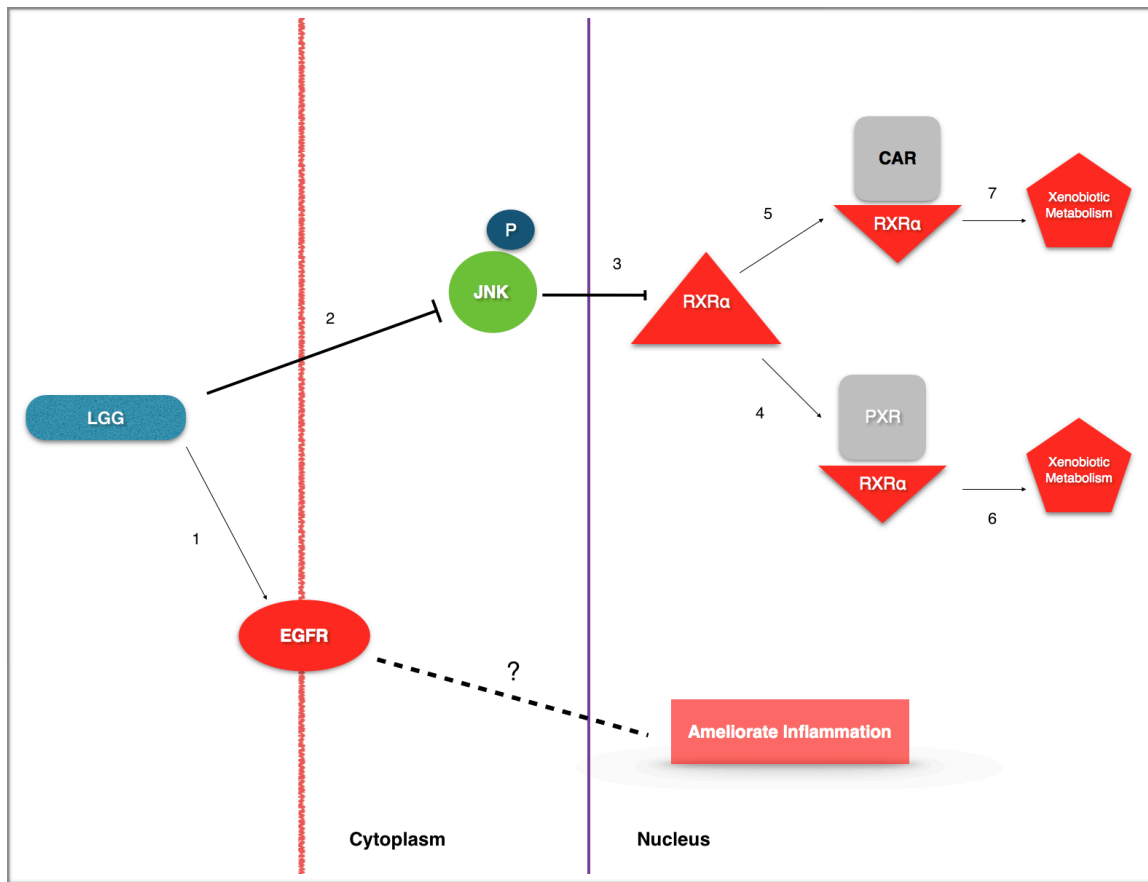 CAR
RXRα
7
Xenobiotic
Metabolism
5
P
JNK
3
RXRα
2
LGG
4
PXR
RXRα
6
Xenobiotic
Metabolism
1
EGFR
?
Ameliorate Inflammation
Cytoplasm
Nucleus